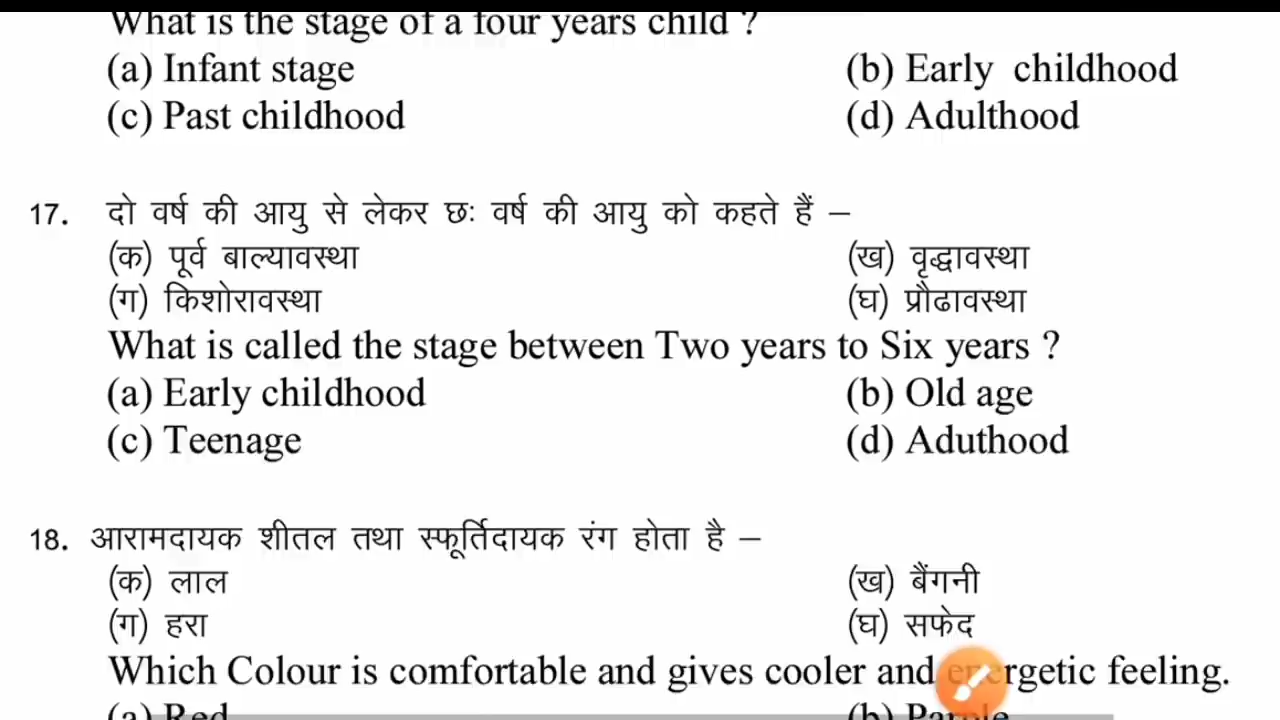 What is the stage of a four years child ?
(a) Infant stage (b) Early childhood
(c) Past childhood (d) Adulthood
17. दो वर्ष की आयु से लेकर छः वर्ष की आयु को कहते हैं –
(क) पूर्व बाल्यावस्था (ख) वृद्धावस्था
(ग) किशोरावस्था (घ) प्रौढावस्था
What is called the stage between Two years to Six years ?
(a) Early childhood (b) Old age
(c) Teenage (d) Aduthood
18. आरामदायक शीतल तथा स्फूर्तिदायक रंग होता है –
(क) लाल (ख) बैंगनी
(ग) हरा (घ) सफेद
Which Colour is comfortable and gives cooler and energetic feeling.
(a) Red (b)